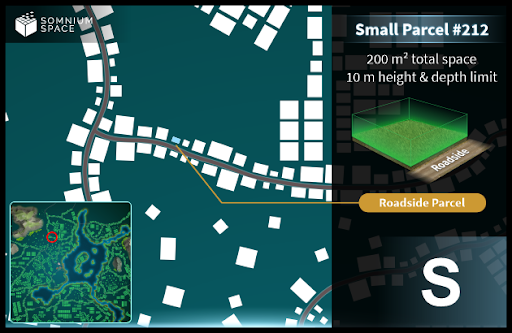 SOMNIUM
SPACE
Small Parcel #212
200 m² total space
10 m height & depth limit
Roadside
Roadside Parcel
S